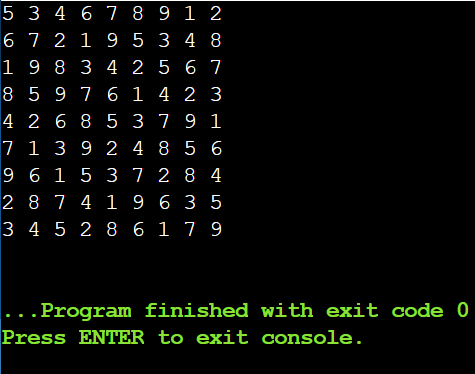 5 3 4 6 7 8 9 1 2
6 7 2 1 9 5 3 4 8
1 9 8 3 4 2 5 6 7
8 5 9 7 6 1 4 2 3
4 2 6 8 5 3 7 9 1
7 1 3 9 2 4 8 5 6
9 6 1 5 3 7 2 8 4
2 8 7 4 1 9 6 3 5
3 4 5 2 8 6 1 7 9
...Program finished with exit code 0
Press ENTER to exit console.